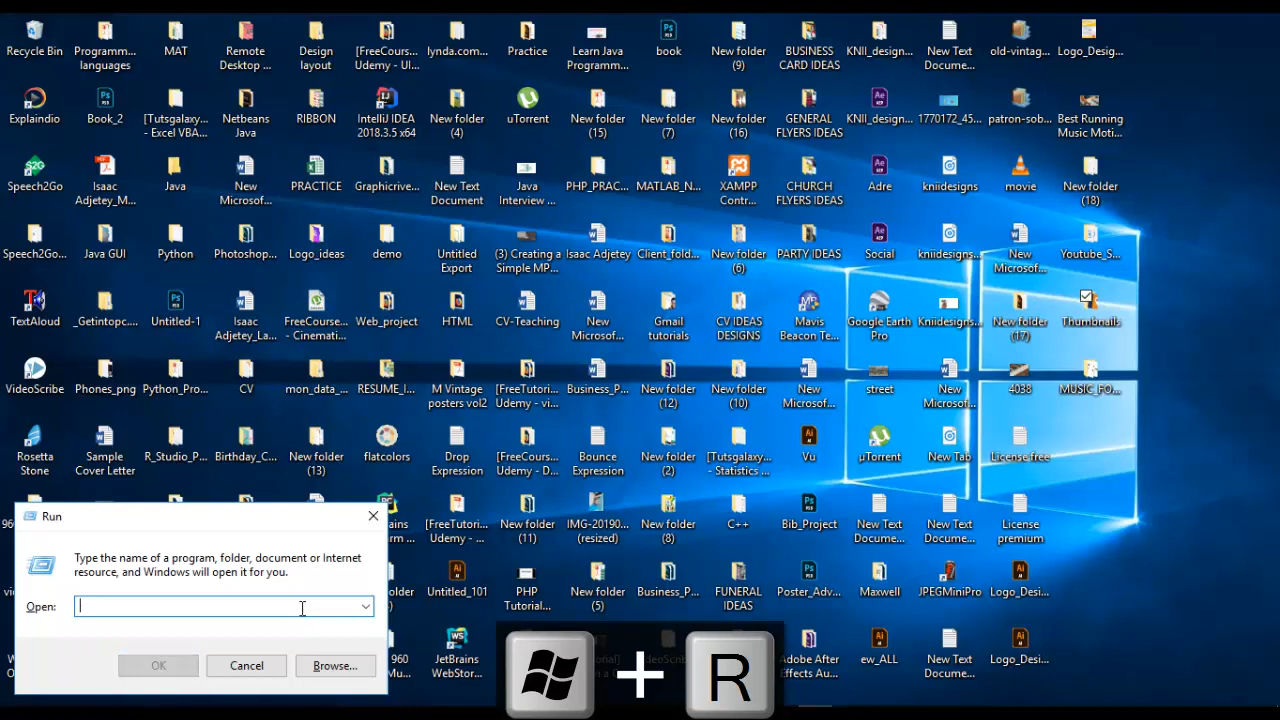 Recycle Bin
Programm...
languages
MAT
Remote
Desktop ...
Design
layout
[FreeCours...
Udemy - UI...
lynda.com...
Practice
Learn Java
Programm...
book
New folder
(9)
BUSINESS
CARD IDEAS
KNII_design...
New Text
Docume...
old-vintag...
Logo_Desig...
Explaindio
Book_2
[Tutsgalaxy...
- Excel VBA...
Netbeans
Java
RIBBON
IntelliJ IDEA
2018.3.5 x64
New folder
(4)
uTorrent
New folder
(15)
New folder
(7)
New folder
(16)
GENERAL
FLYERS IDEAS
KNII_design...
1770172_45...
patron-sob...
Best Running
Music Moti...
Speech2Go
Isaac
Adjetey_M...
Java
New
Microsof...
PRACTICE
Graphicrive...
New Text
Document
Java
Interview ...
PHP_PRAC...
MATLAB_N...
XAMPP
Contr...
CHURCH
FLYERS IDEAS
Adre
kniidesigns
movie
New folder
(18)
Speech2Go...
Java GUI
Python
Photoshop...
Logo_ideas
demo
Untitled
Export
(3) Creating a
Simple MP...
Isaac Adjetey
Client_fold...
New folder
(6)
PARTY IDEAS
Social
kniidesigns...
New
Microsof...
Youtube_S...
TextAloud
_Getintopc....
Untitled-1
Isaac
Adjetey_La...
FreeCourse...
- Cinemati...
Web_project
HTML
CV-Teaching
New
Microsof...
Gmail
tutorials
CV IDEAS
DESIGNS
Mavis
Beacon Te...
Google Earth
Pro
Kniidesigns...
New folder
(17)
Thumbnails
VideoScribe
Phones_png
Python_Pro...
CV
mon_data_...
RESUME_I...
M Vintage
posters vol2
[FreeTutori...
Udemy - vi...
Business_P...
New folder
(12)
New folder
(10)
New
Microsof...
street
New
Microsof...
4038
MUSIC_FO...
Rosetta
Stone
Sample
Cover Letter
R_Studio_P...
Birthday_C...
New folder
(13)
flatcolors
Drop
Expression
[FreeCours...
Udemy - D...
Bounce
Expression
New folder
(2)
[Tutsgalaxy...
- Statistics ...
Vu
µTorrent
New Tab
License free
[FreeTutori...
Udemy - ...
New folder
(11)
IMG-20190...
(resized)
New folder
(8)
C++
Bib_Project
New Text
Docume...
New Text
Docume...
License
premium
Untitled_101
PHP
Tutorial...
New folder
(5)
Business_P...
FUNERAL
IDEAS
Poster_Adv...
Maxwell
JPEGMiniPro
Logo_Desi...
JetBrains
WebStor...
Adobe After
Effects Au...
ew_ALL
New Text
Docume...
Logo_Desi...
Run
Type the name of a program, folder, document or Internet
resource, and Windows will open it for you.
Open:
OK
Cancel
Browse...
+ R